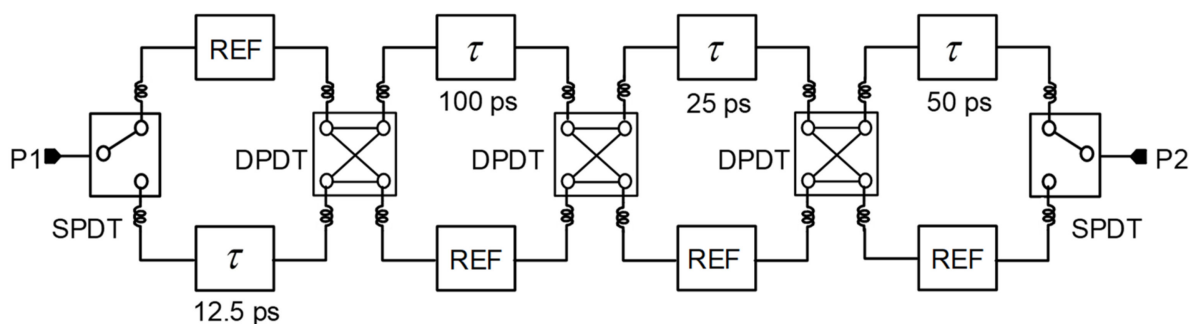 REF
τ
τ
τ
100 ps
25 ps
50 ps
P1
DPDT
DPDT
DPDT
P2
SPDT
SPDT
τ
REF
REF
REF
12.5 ps